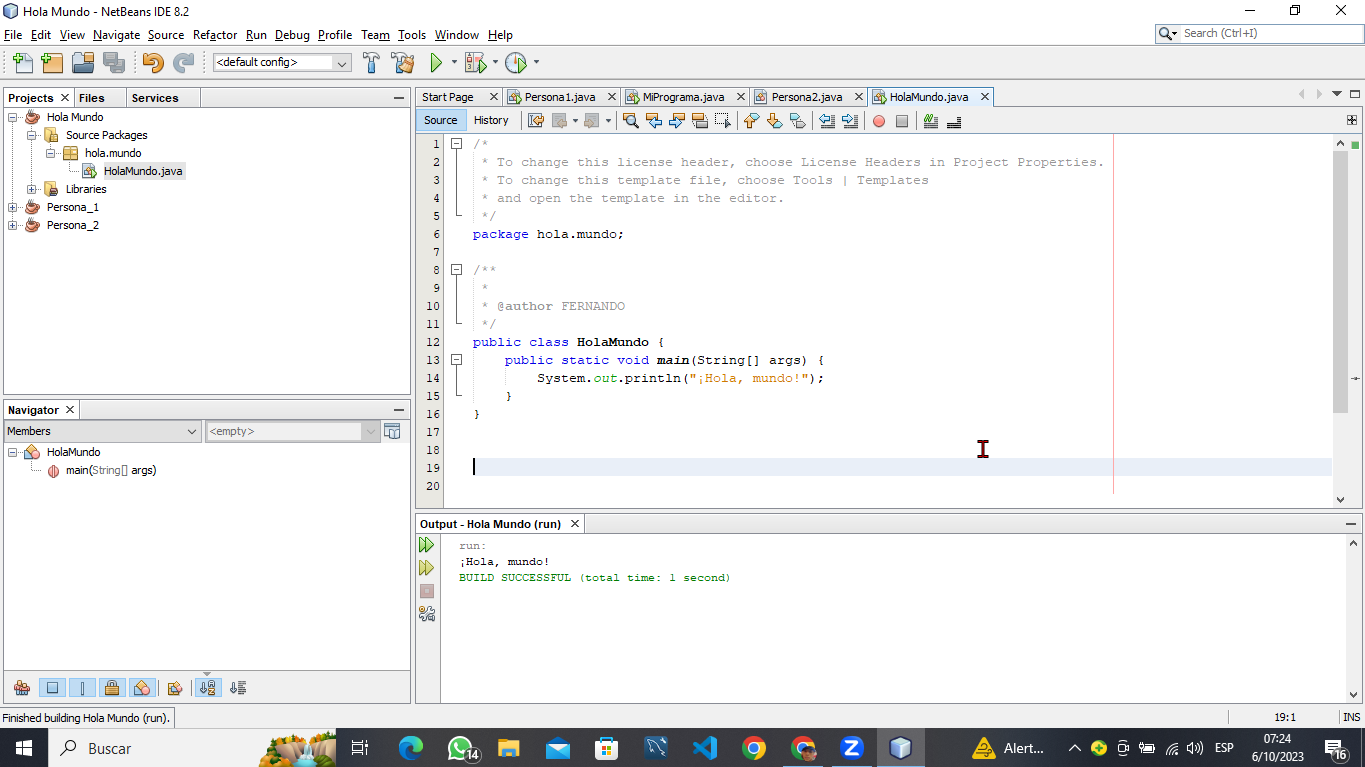 Hola Mundo - NetBeans IDE 8.2
File Edit View Navigate Source Refactor Run Debug Profile Team Tools Window Help
Search (Ctrl+I)
<default config>
Projects Files Services
Hola Mundo
Source Packages
hola.mundo
HolaMundo.java
Libraries
Persona_1
Persona_2
Navigator
Members <empty>
HolaMundo
main(String[] args)
Start Page Persona1.java MiPrograma.java Persona2.java HolaMundo.java
Source History
1 /*
2 * To change this license header, choose License Headers in Project Properties.
3 * To change this template file, choose Tools | Templates
4 * and open the template in the editor.
5 */
6 package hola.mundo;
7
8 /**
9 *
10 * @author FERNANDO
11 */
12 public class HolaMundo {
13 public static void main(String[] args) {
14 System.out.println("¡Hola, mundo!");
15 }
16 }
17
18
19
20
Output - Hola Mundo (run)
run:
¡Hola, mundo!
BUILD SUCCESSFUL (total time: 1 second)
Finished building Hola Mundo (run).
19:1 INS
Buscar
14
Alert...
ESP
07:24
6/10/2023
16